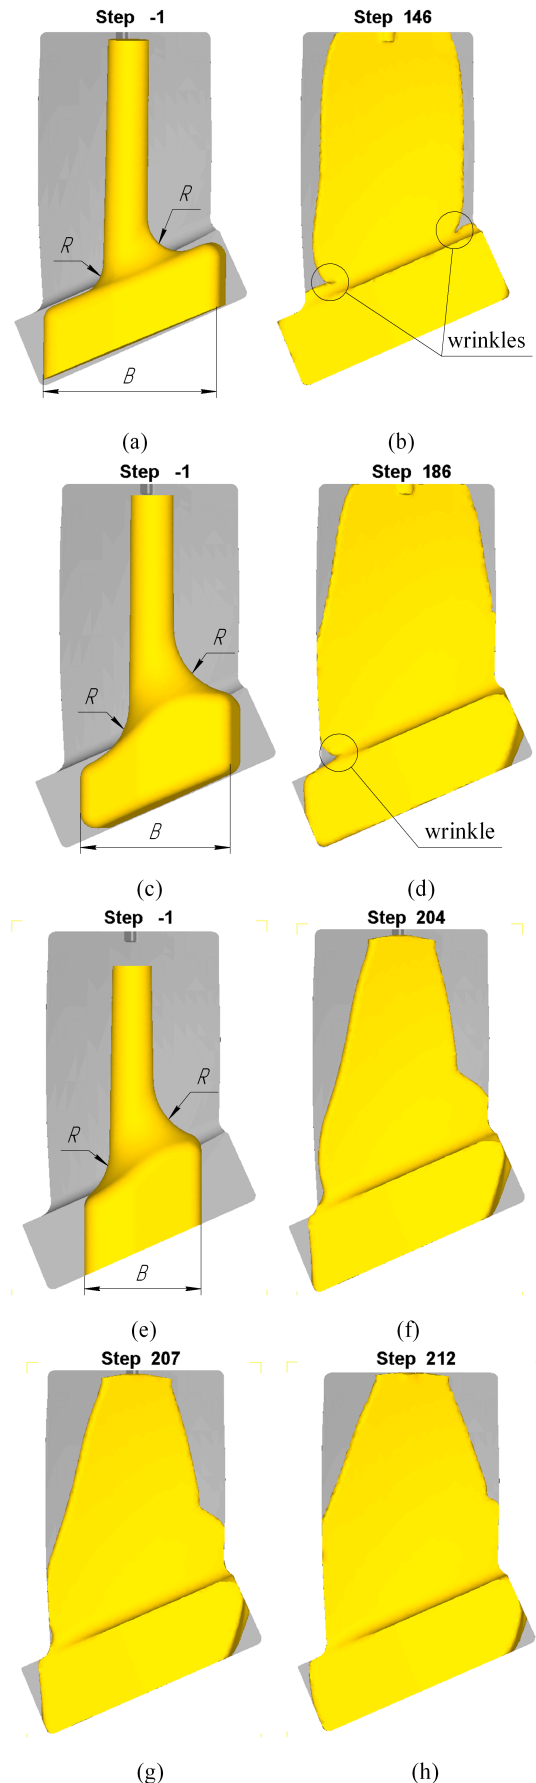 Step -1 Step 146
R
R
wrinkles
B
(a) (b)
Step -1 Step 186
R
R
wrinkle
B
(c) (d)
Step -1 Step 204
R
R
B
(e) (f)
Step 207 Step 212
(g) (h)